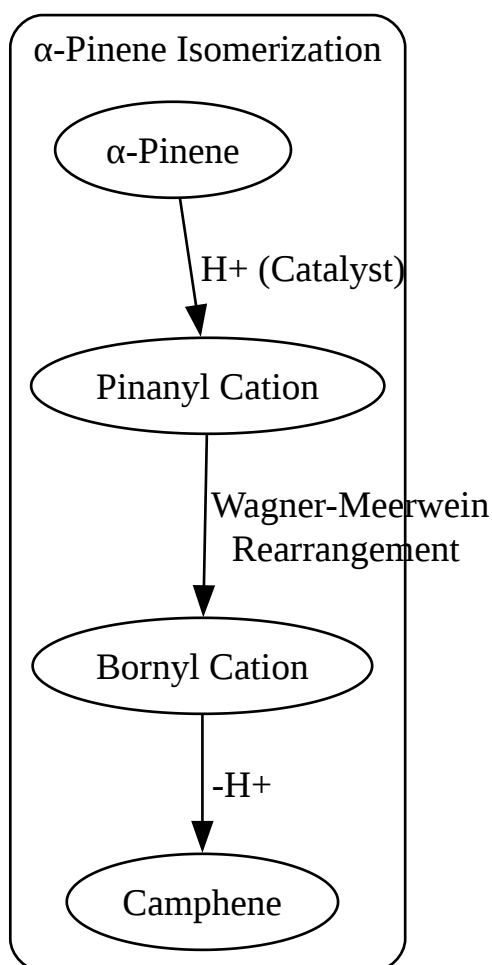 α-Pinene Isomerization
α-Pinene
H+ (Catalyst)
Pinanyl Cation
Wagner-Meerwein
Rearrangement
Bornyl Cation
-H+
Camphene